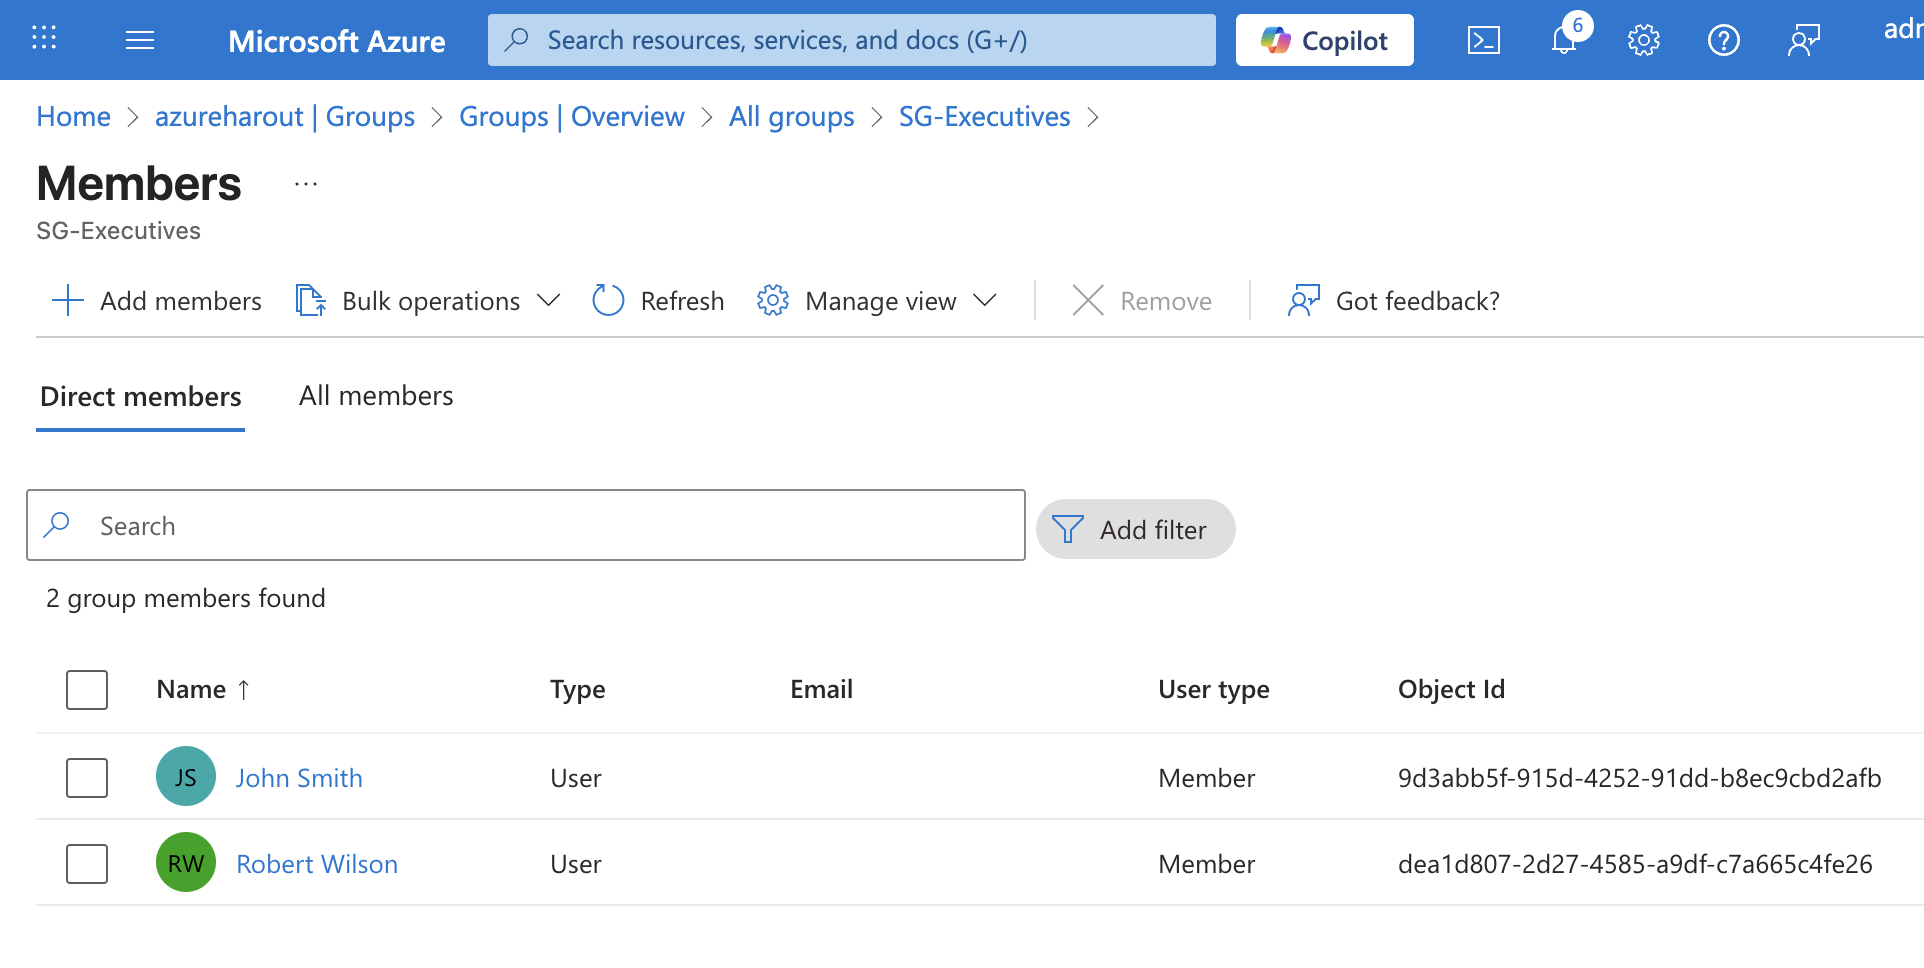 Microsoft Azure
Search resources, services, and docs (G+/)
Copilot
6
Home > azureharout | Groups > Groups | Overview > All groups > SG-Executives >
Members ...
SG-Executives
Add members Bulk operations Refresh Manage view Remove Got feedback?
Direct members All members
Search
Add filter
2 group members found
Name ↑ Type Email User type Object Id
JS John Smith User Member 9d3abb5f-915d-4252-91dd-b8ec9cbd2afb
RW Robert Wilson User Member dea1d807-2d27-4585-a9df-c7a665c4fe26